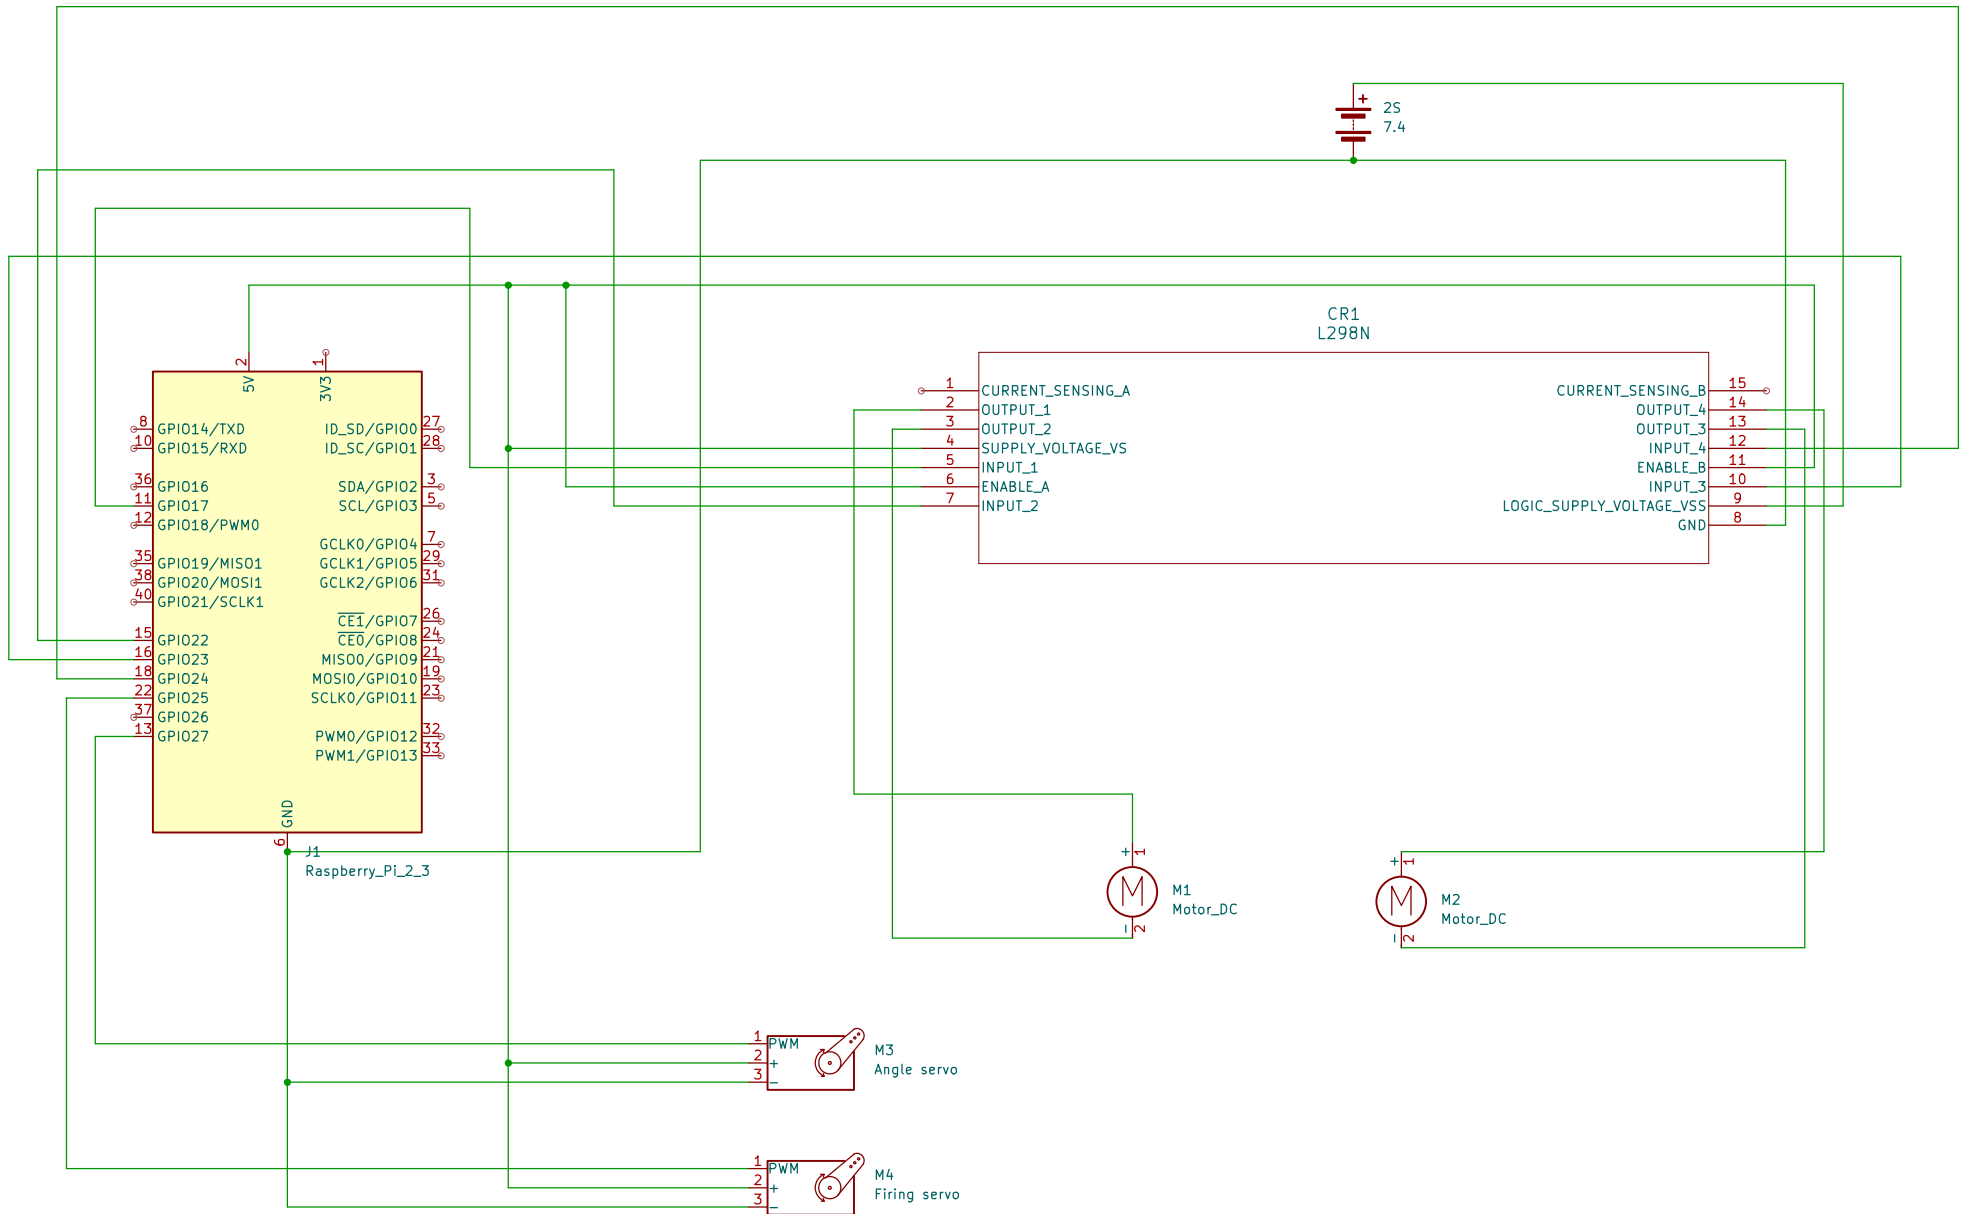 2S
7.4
CR1
L298N
1 CURRENT_SENSING_A
2 OUTPUT_1
3 OUTPUT_2
4 SUPPLY_VOLTAGE_VS
5 INPUT_1
6 ENABLE_A
7 INPUT_2
CURRENT_SENSING_B 15
OUTPUT_4 14
OUTPUT_3 13
INPUT_4 12
ENABLE_B 11
INPUT_3 10
LOGIC_SUPPLY_VOLTAGE_VSS 9
GND 8
2
5V
1
3V3
8 GPIO14/TXD
10 GPIO15/RXD
36 GPIO16
11 GPIO17
12 GPIO18/PWM0
35 GPIO19/MISO1
38 GPIO20/MOSI1
40 GPIO21/SCLK1
15 GPIO22
16 GPIO23
18 GPIO24
22 GPIO25
37 GPIO26
13 GPIO27
ID_SD/GPIO0 27
ID_SC/GPIO1 28
SDA/GPIO2 3
SCL/GPIO3 5
GCLK0/GPIO4 7
GCLK1/GPIO5 29
GCLK2/GPIO6 31
CE1/GPIO7 26
CE0/GPIO8 24
MISO0/GPIO9 21
MOSI0/GPIO10 19
SCLK0/GPIO11 23
PWM0/GPIO12 32
PWM1/GPIO13 33
GND
6
J1
Raspberry_Pi_2_3
+ 1
M
M1
Motor_DC
- 2
+ 1
M
M2
Motor_DC
- 2
1 PWM
2 +
3 -
M3
Angle servo
1 PWM
2 +
3 -
M4
Firing servo